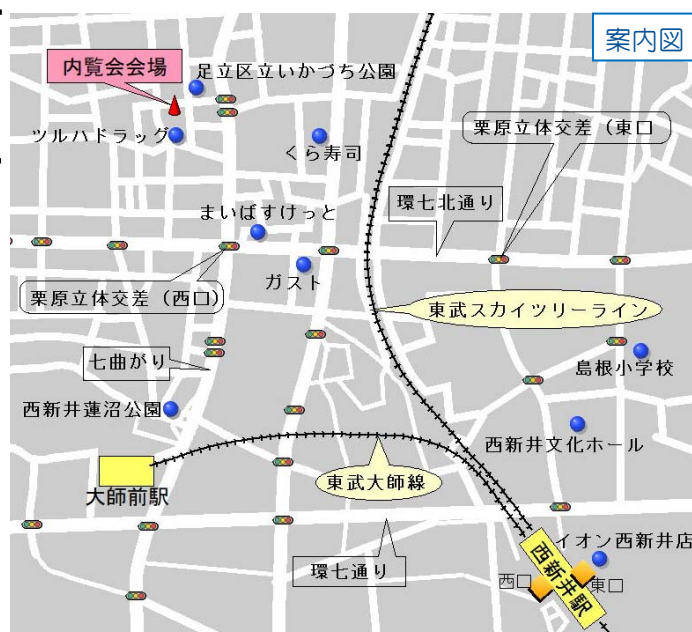 案内図
内覧会会場
足立区立いかづち公園
ツルハドラッグ
くら寿司
栗原立体交差（東口
環七北通り
まいばすけっと
ガスト
栗原立体交差（西口）
東武スカイツリーライン
七曲がり
島根小学校
西新井蓮沼公園
西新井文化ホール
東武大師線
大師前駅
イオン西新井店
環七通り
西口
西新井駅
東口